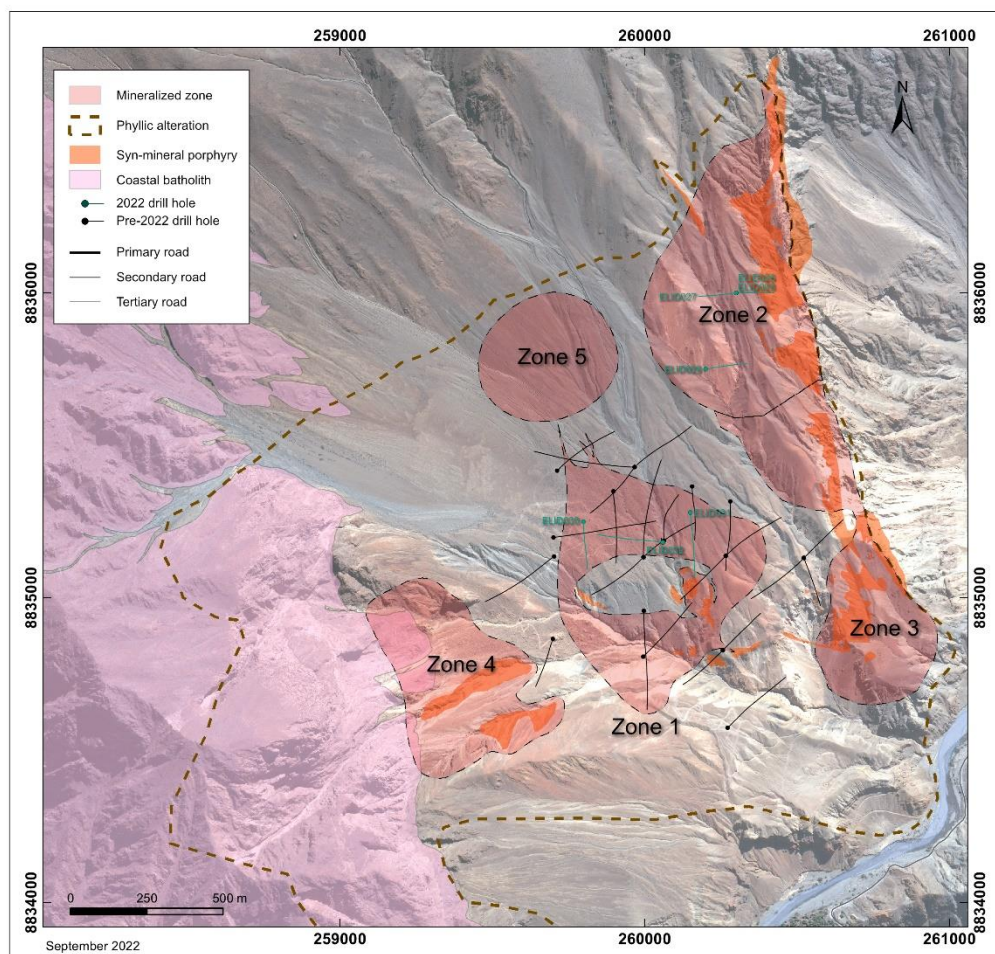 259000
260000
261000
N
Mineralized zone
Phyllic alteration
Syn-mineral porphyry
Coastal batholith
2022 drill hole
Pre-2022 drill hole
Primary road
Secondary road
Tertiary road
8836000
8836000
ELID027
Zone 2
Zone 5
8835000
8835000
Zone 3
Zone 4
Zone 1
0
250
500 m
8834000
8834000
September 2022
259000
260000
261000